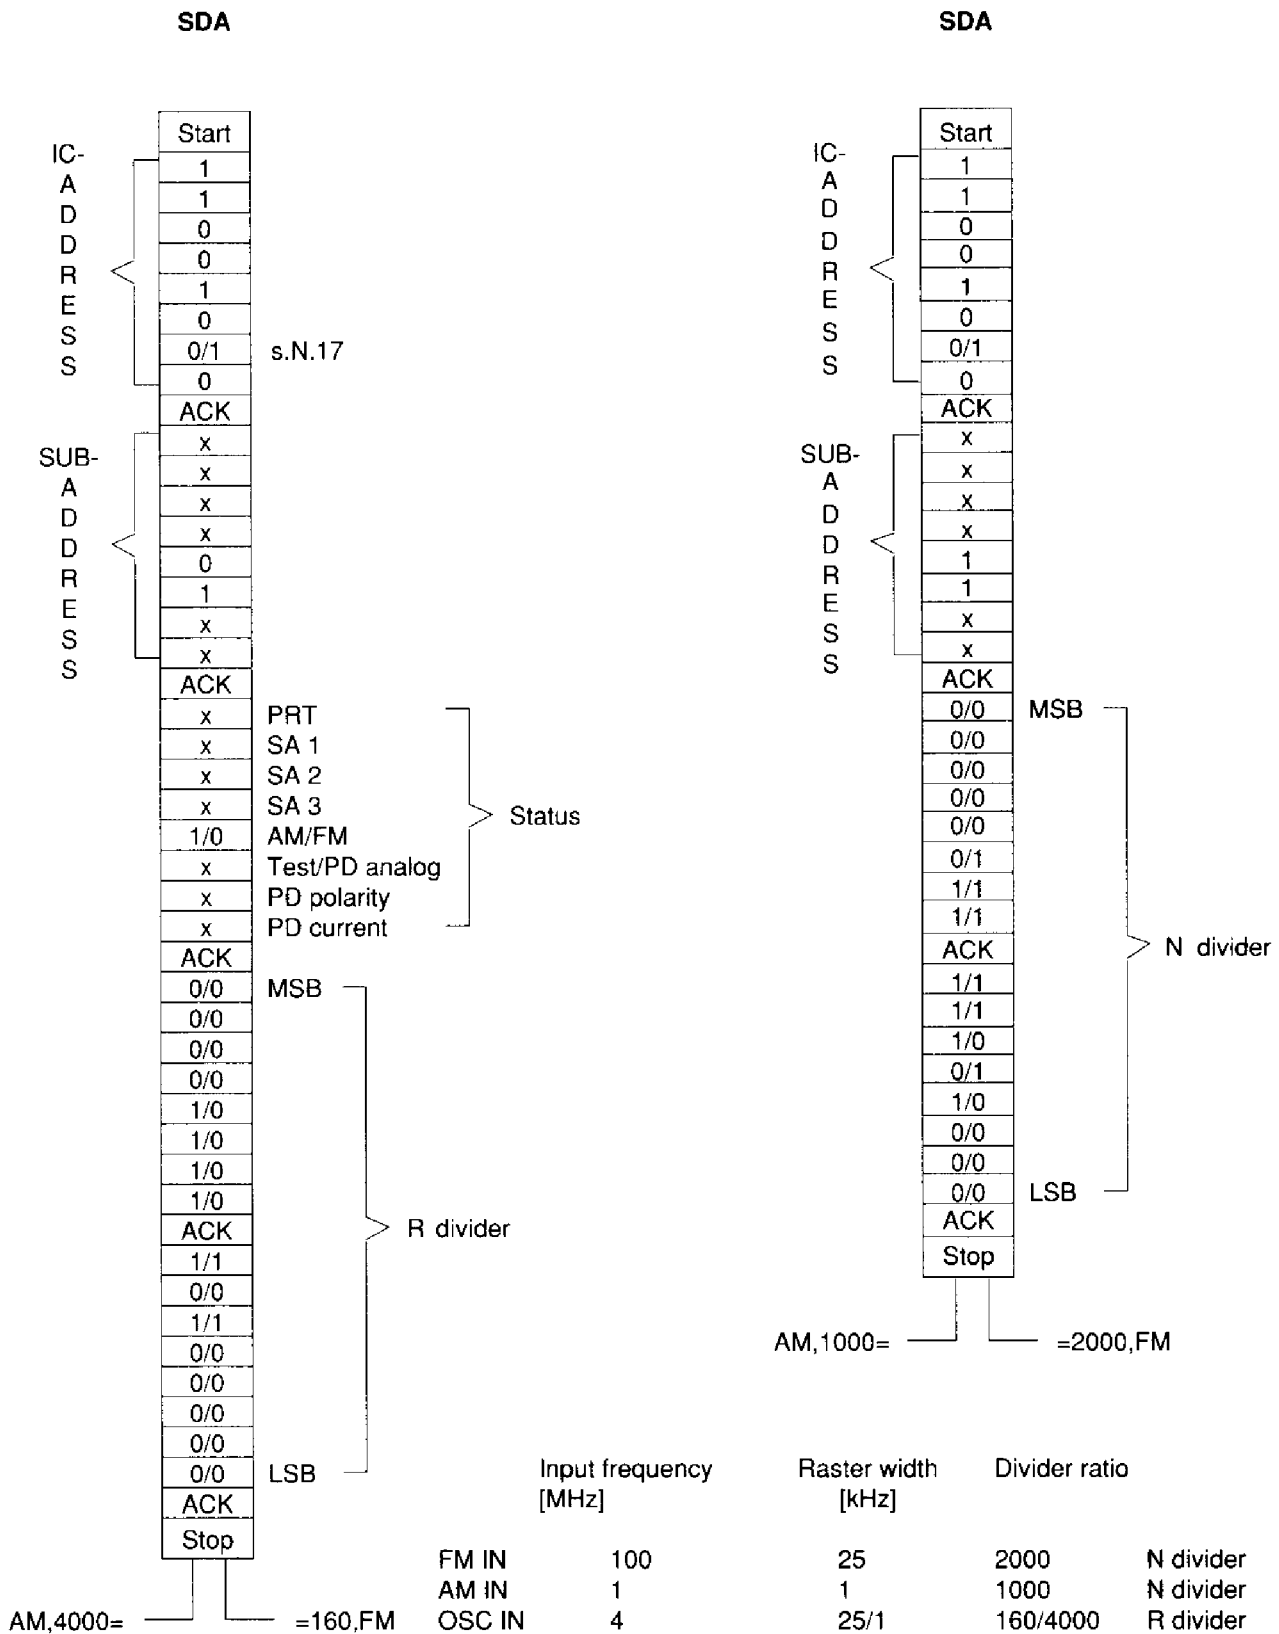 SDA
Start
IC-
ADDRESS
1
1
0
0
1
0
0/1 s.N.17
0
ACK
SUB-
ADDRESS
x
x
x
x
0
1
x
x
ACK
x PRT
x SA 1
x SA 2
x SA 3
1/0 AM/FM
x Test/PD analog
x PD polarity
x PD current
Status
ACK
0/0 MSB
0/0
0/0
0/0
1/0
1/0
1/0
1/0
ACK
R divider
1/1
0/0
1/1
0/0
0/0
0/0
0/0
0/0 LSB
ACK
Stop
AM,4000= =160,FM
SDA
Start
IC-
ADDRESS
1
1
0
0
1
0
0/1
0
ACK
SUB-
ADDRESS
x
x
x
x
1
1
x
x
ACK
0/0 MSB
0/0
0/0
0/0
0/0
0/1
1/1
1/1
ACK
N divider
1/1
1/1
1/0
0/1
1/0
0/0
0/0
0/0 LSB
ACK
Stop
AM,1000= =2000,FM
Input frequency Raster width Divider ratio
[MHz] [kHz]
FM IN 100 25 2000 N divider
AM IN 1 1 1000 N divider
OSC IN 4 25/1 160/4000 R divider